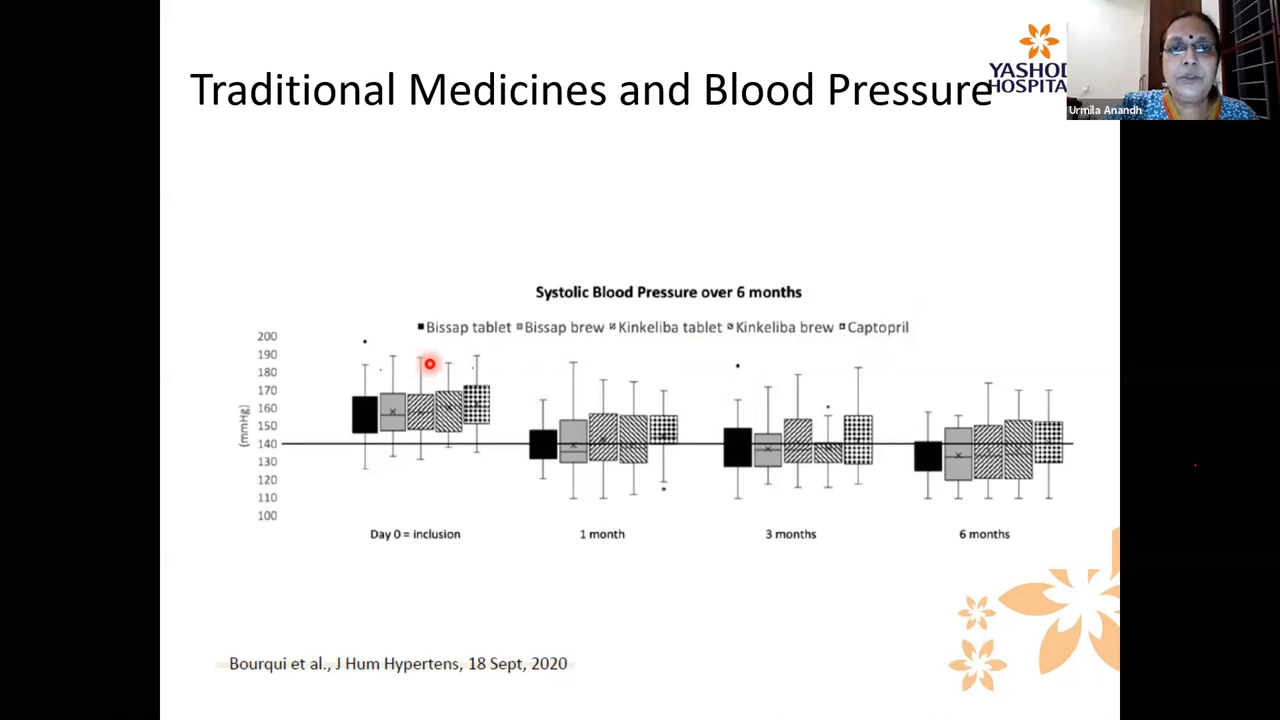 Traditional Medicines and Blood Pressure
YASHOD
HOSPITA
Urmila Anandh
Systolic Blood Pressure over 6 months
Bissap tablet Bissap brew Kinkeliba tablet Kinkeliba brew Captopril
200
190
180
170
160
150
140
130
120
110
100
(mmHg)
Day 0 = inclusion 1 month 3 months 6 months
Bourqui et al., J Hum Hypertens, 18 Sept, 2020